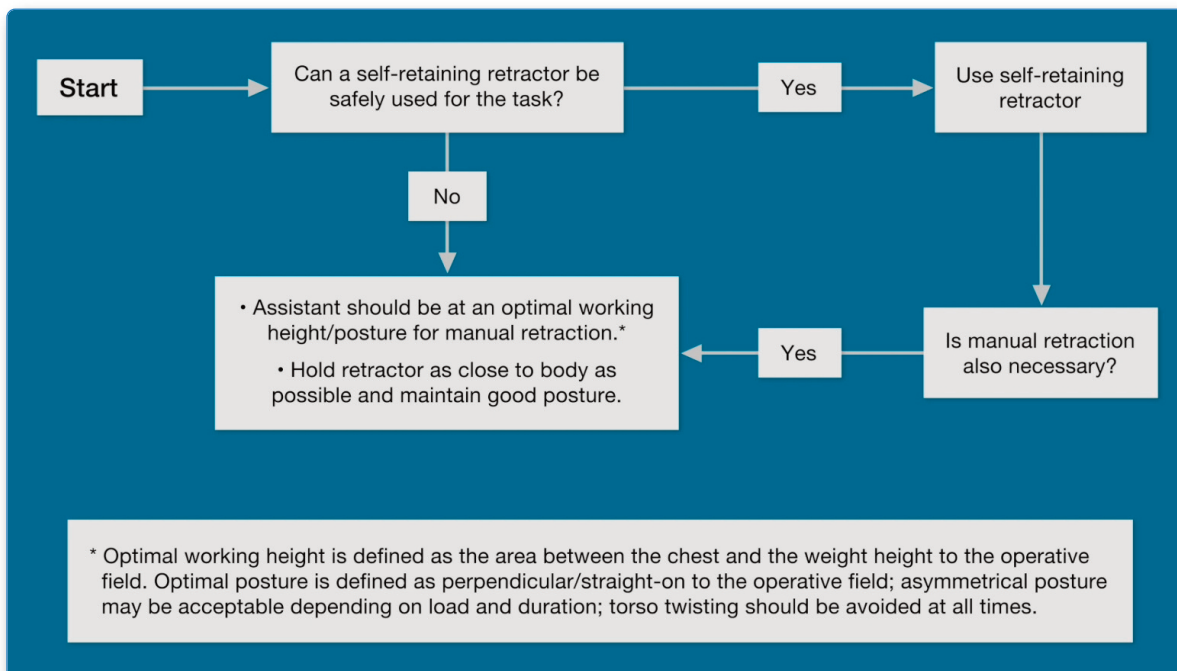 Start
Can a self-retaining retractor be
safely used for the task?
Yes
Use self-retaining
retractor
No
• Assistant should be at an optimal working
height/posture for manual retraction.*
• Hold retractor as close to body as
possible and maintain good posture.
Yes
Is manual retraction
also necessary?
* Optimal working height is defined as the area between the chest and the weight height to the operative
field. Optimal posture is defined as perpendicular/straight-on to the operative field; asymmetrical posture
may be acceptable depending on load and duration; torso twisting should be avoided at all times.